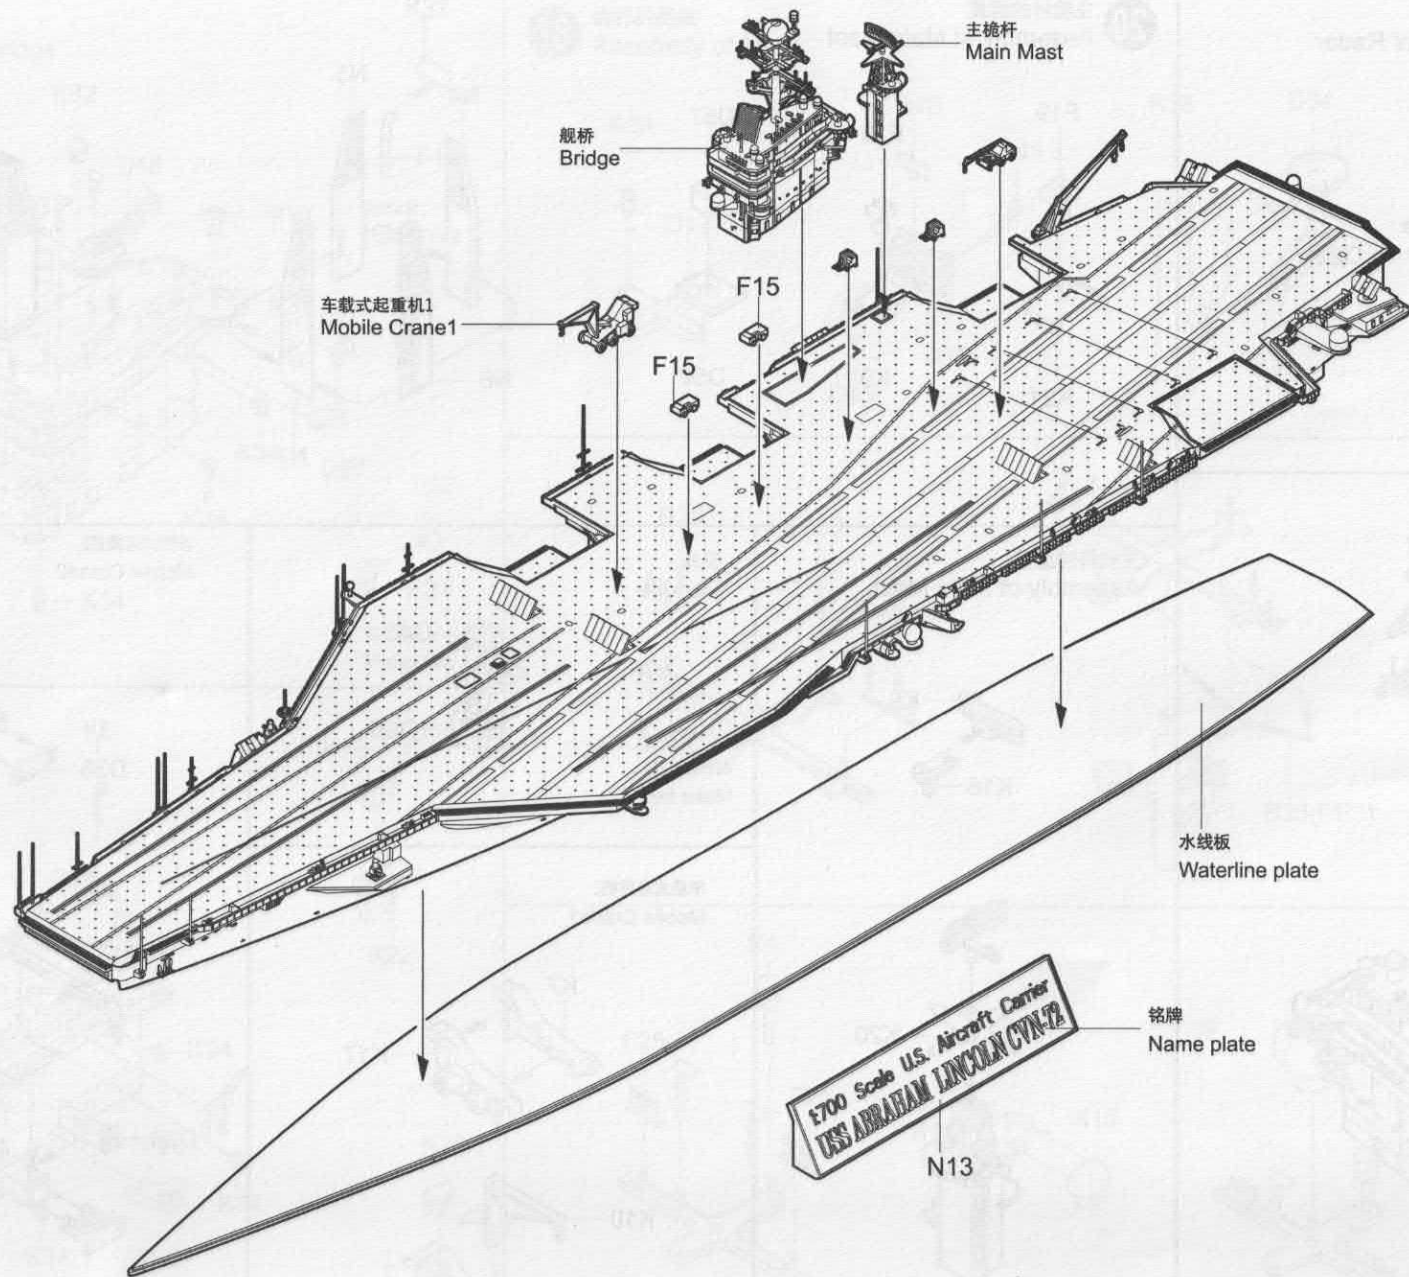 主桅杆
Main Mast
舰桥
Bridge
F15
车载式起重机1
Mobile Crane1
F15
水线板
Waterline plate
铭牌
Name plate
1:700 Scale U.S. Aircraft Carrier
USS ABRAHAM LINCOLN CVN-72
N13